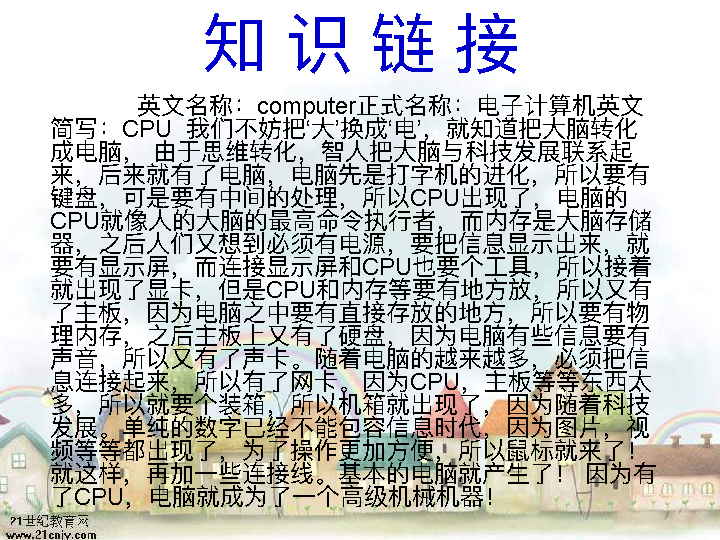 知识链接
英文名称：computer正式名称：电子计算机英文
简写：CPU 我们不妨把‘大’换成‘电’，就知道把大脑转化
成电脑， 由于思维转化，智人把大脑与科技发展联系起
来，后来就有了电脑，电脑先是打字机的进化，所以要有
键盘，可是要有中间的处理，所以CPU出现了，电脑的
CPU就像人的大脑的最高命令执行者，而内存是大脑存储
器，之后人们又想到必须有电源，要把信息显示出来，就
要有显示屏，而连接显示屏和CPU也要个工具，所以接着
就出现了显卡，但是CPU和内存等要有地方放，所以又有
了主板，因为电脑之中要有直接存放的地方，所以要有物
理内存，之后主板上又有了硬盘，因为电脑有些信息要有
声音，所以又有了声卡。随着电脑的越来越多，必须把信
息连接起来，所以有了网卡，因为CPU，主板等等东西太
多，所以就要个装箱，所以机箱就出现了，因为随着科技
发展。单纯的数字已经不能包容信息时代，因为图片，视
频等等都出现了，为了操作更加方便，所以鼠标就来了！
就这样，再加一些连接线。基本的电脑就产生了！ 因为有
了CPU，电脑就成为了一个高级机械机器！
21世纪教育网
www.21cnjy.com